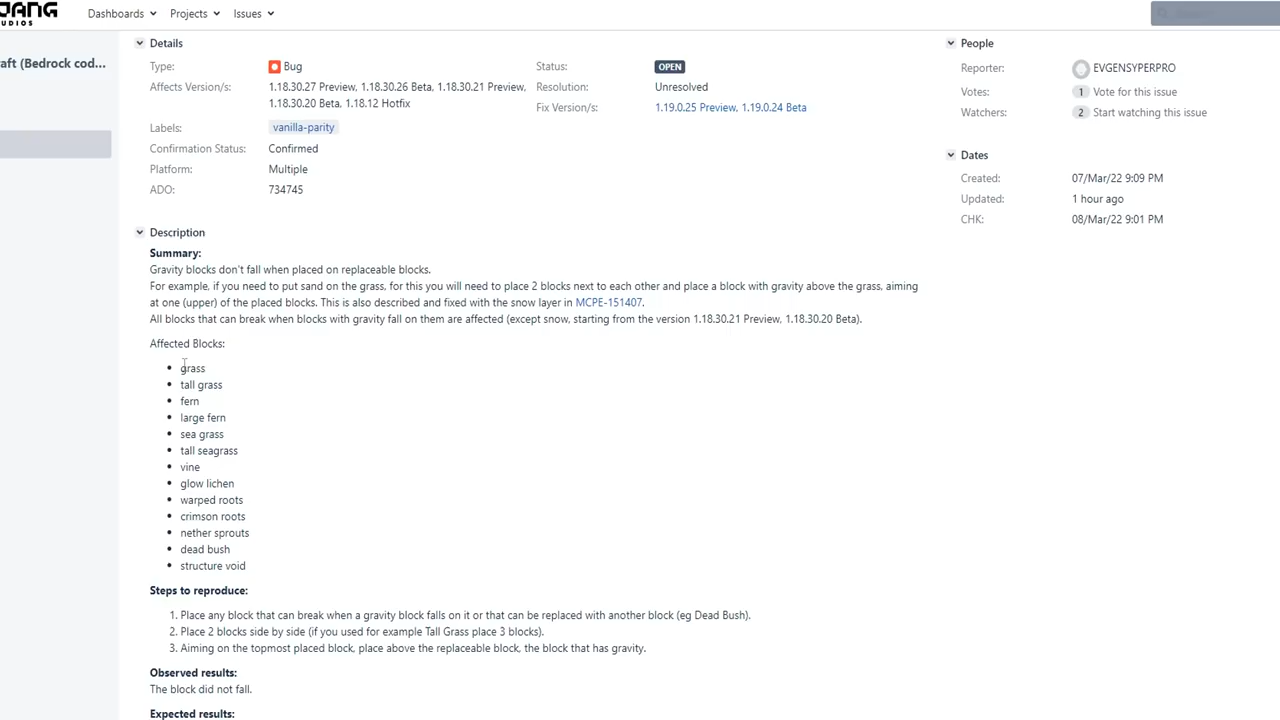 JANG
UDIOS
Dashboards
Projects
Issues
aft (Bedrock cod...
Details
Type: Bug
Status: OPEN
Affects Version/s: 1.18.30.27 Preview, 1.18.30.26 Beta, 1.18.30.21 Preview,
1.18.30.20 Beta, 1.18.12 Hotfix
Resolution: Unresolved
Fix Version/s: 1.19.0.25 Preview, 1.19.0.24 Beta
Labels: vanilla-parity
Confirmation Status: Confirmed
Platform: Multiple
ADO: 734745
Description
Summary:
Gravity blocks don't fall when placed on replaceable blocks.
For example, if you need to put sand on the grass, for this you will need to place 2 blocks next to each other and place a block with gravity above the grass, aiming
at one (upper) of the placed blocks. This is also described and fixed with the snow layer in MCPE-151407.
All blocks that can break when blocks with gravity fall on them are affected (except snow, starting from the version 1.18.30.21 Preview, 1.18.30.20 Beta).
Affected Blocks:
• grass
• tall grass
• fern
• large fern
• sea grass
• tall seagrass
• vine
• glow lichen
• warped roots
• crimson roots
• nether sprouts
• dead bush
• structure void
Steps to reproduce:
1. Place any block that can break when a gravity block falls on it or that can be replaced with another block (eg Dead Bush).
2. Place 2 blocks side by side (if you used for example Tall Grass place 3 blocks).
3. Aiming on the topmost placed block, place above the replaceable block, the block that has gravity.
Observed results:
The block did not fall.
Expected results:
People
Reporter: EVGENSYPERPRO
Votes: 1 Vote for this issue
Watchers: 2 Start watching this issue
Dates
Created: 07/Mar/22 9:09 PM
Updated: 1 hour ago
CHK: 08/Mar/22 9:01 PM